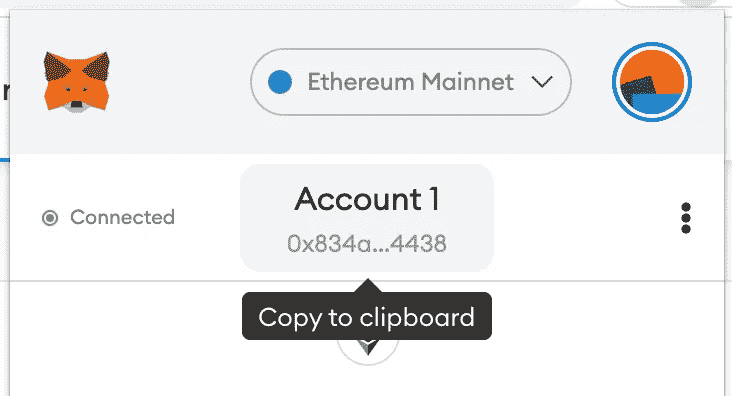 Ethereum Mainnet
Connected
Account 1
0x834a...4438
Copy to clipboard